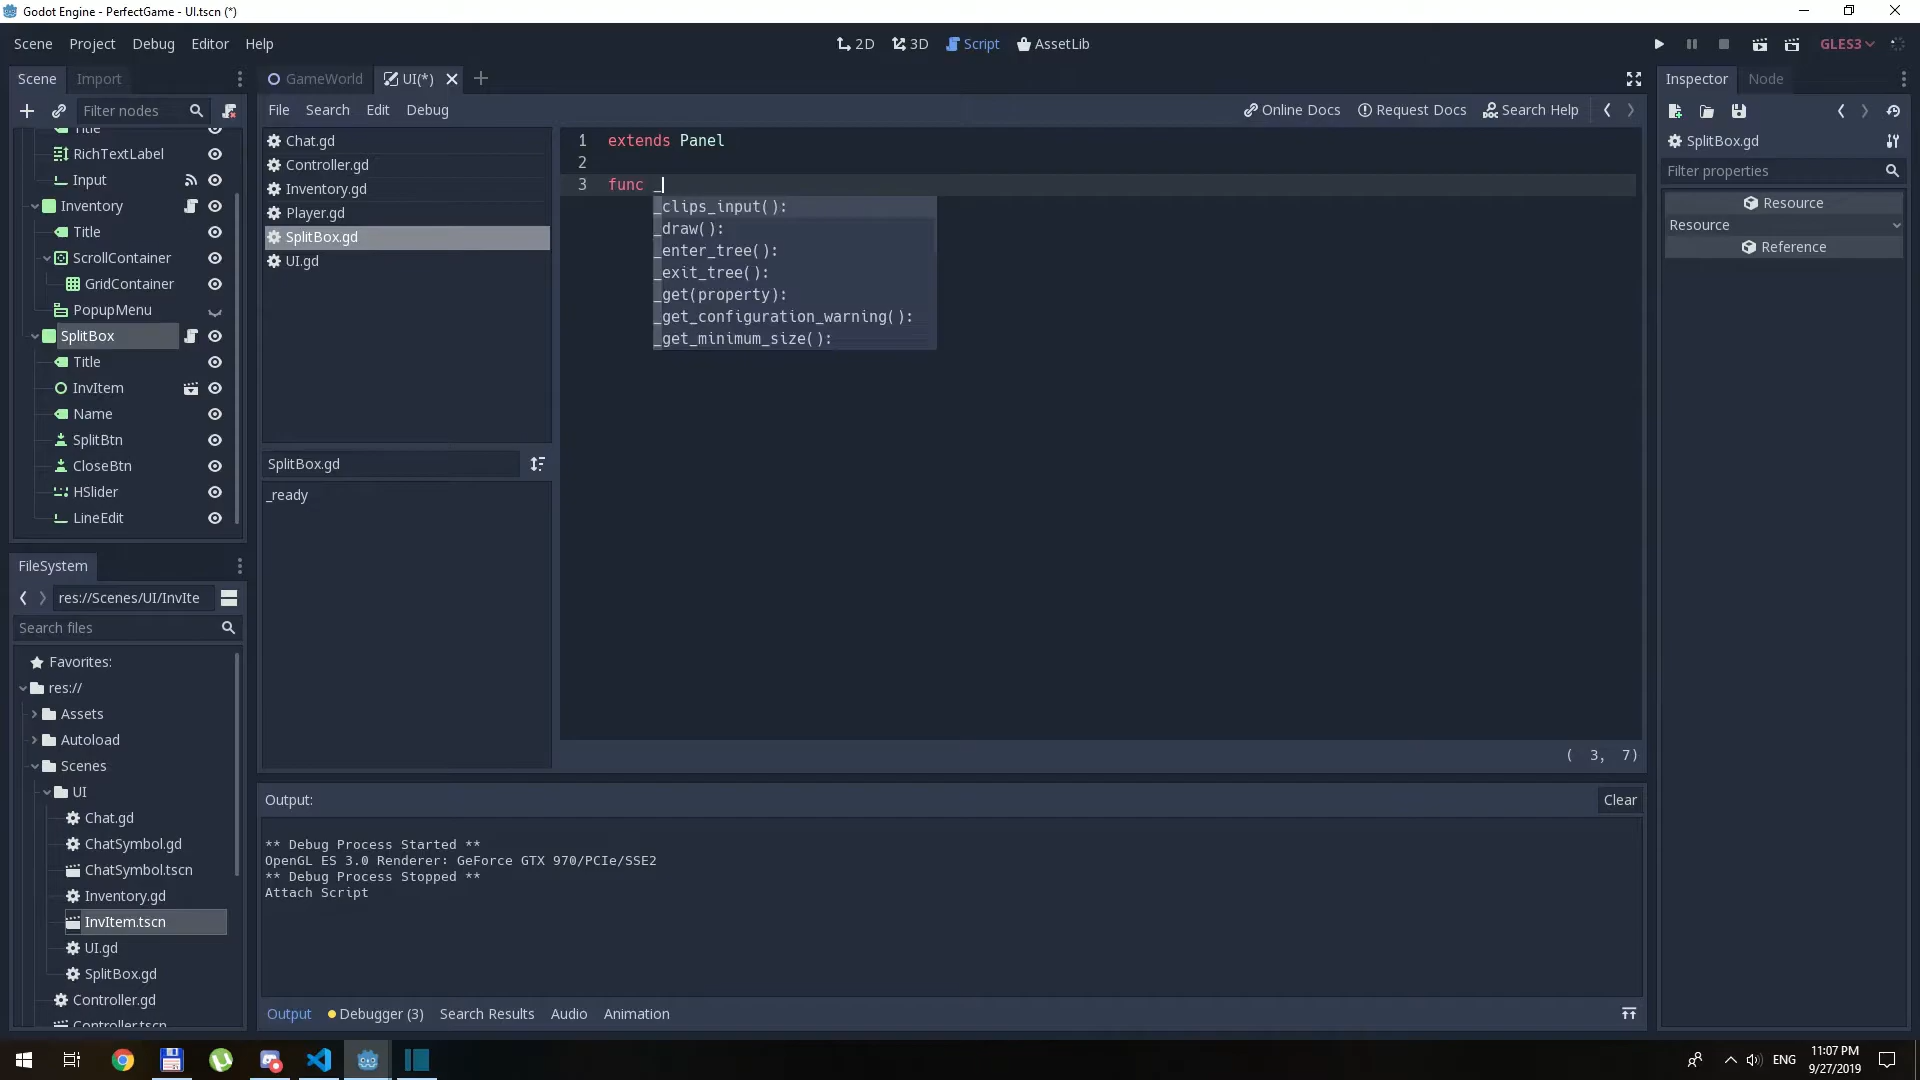 Godot Engine - PerfectGame - UI.tscn (*)
Scene Project Debug Editor Help
2D 3D Script AssetLib
GLES3
Scene Import
GameWorld UI(*)
Inspector Node
Filter nodes
File Search Edit Debug
Online Docs Request Docs Search Help
Title
RichTextLabel
Input
Inventory
Title
ScrollContainer
GridContainer
PopupMenu
SplitBox
Title
InvItem
Name
SplitBtn
CloseBtn
HSlider
LineEdit
Chat.gd
Controller.gd
Inventory.gd
Player.gd
SplitBox.gd
UI.gd
SplitBox.gd
_ready
1 extends Panel
2
3 func _
_clips_input():
_draw():
_enter_tree():
_exit_tree():
_get(property):
_get_configuration_warning():
_get_minimum_size():
( 3, 7)
SplitBox.gd
Filter properties
Resource
Resource
Reference
FileSystem
res://Scenes/UI/InvIte
Search files
Favorites:
res://
Assets
Autoload
Scenes
UI
Chat.gd
ChatSymbol.gd
ChatSymbol.tscn
Inventory.gd
InvItem.tscn
UI.gd
SplitBox.gd
Controller.gd
Controller.tscn
Output:
Clear
** Debug Process Started **
OpenGL ES 3.0 Renderer: GeForce GTX 970/PCIe/SSE2
** Debug Process Stopped **
Attach Script
Output Debugger (3) Search Results Audio Animation
ENG
11:07 PM
9/27/2019